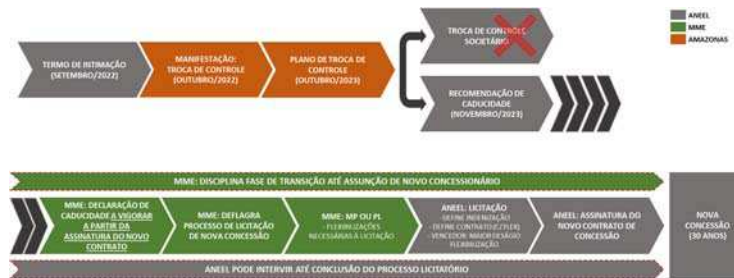 ANEEL
MME
AMAZONAS
TERMO DE INTIMAÇÃO
(SETEMBRO/2022)
MANIFESTAÇÃO:
TROCA DE CONTROLE
(OUTUBRO/2022)
PLANO DE TROCA DE
CONTROLE
(OUTUBRO/2023)
TROCA DE CONTROLE
SOCIETÁRIO
RECOMENDAÇÃO DE
CADUCIDADE
(NOVEMBRO/2023)
MME: DISCIPLINA FASE DE TRANSIÇÃO ATÉ ASSUNÇÃO DE NOVO CONCESSIONÁRIO
MME: DECLARAÇÃO DE
CADUCIDADE A VIGORAR
A PARTIR DA
ASSINATURA DO NOVO
CONTRATO
MME: DEFLAGRA
PROCESSO DE LICITAÇÃO
DE NOVA CONCESSÃO
MME: MP OU PL
- FLEXIBILIZAÇÕES
NECESSÁRIAS À LICITAÇÃO
ANEEL: LICITAÇÃO
- DEFINE INDENIZAÇÃO
- DEFINE CONTRATO
- VENCEDOR: MAIOR DESÁGIO
FLEXIBILIZAÇÃO
ANEEL: ASSINATURA DO
NOVO CONTRATO DE
CONCESSÃO
NOVA
CONCESSÃO
(30 ANOS)
ANEEL PODE INTERVIR ATÉ CONCLUSÃO DO PROCESSO LICITATÓRIO